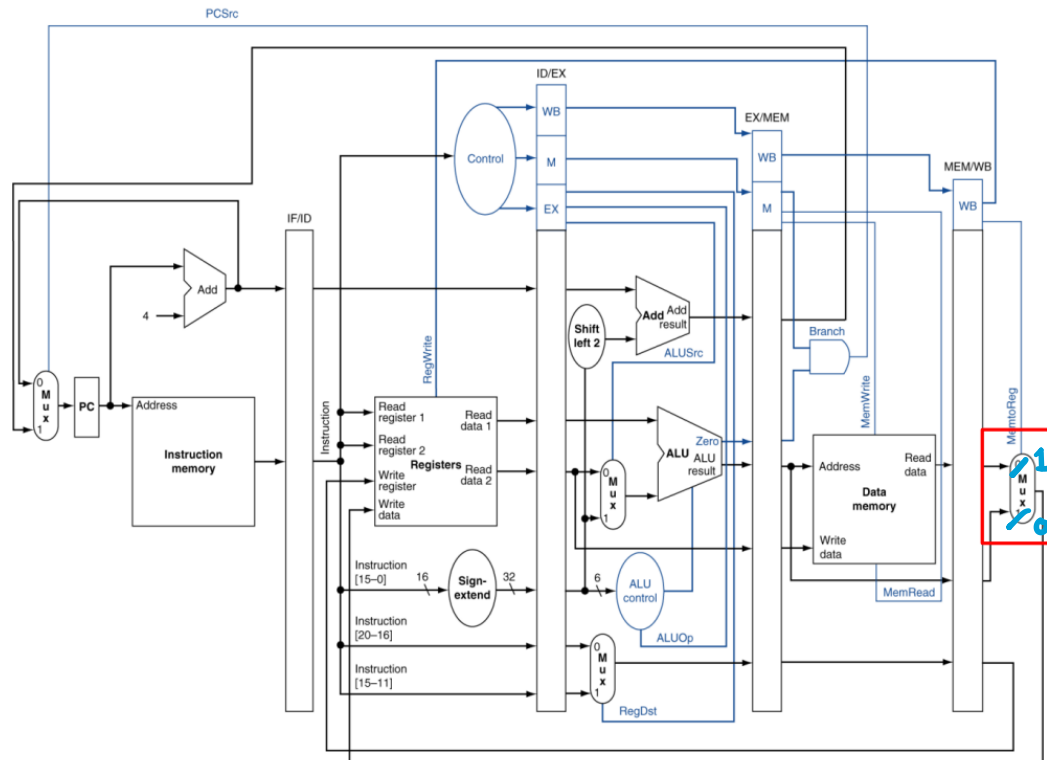 PCSrc
ID/EX
WB
EX/MEM
Control
M
WB
MEM/WB
EX
M
WB
IF/ID
Add
4
Shift
left 2
Add
Add
result
Branch
RegWrite
ALUSrc
MemWrite
MemtoReg
0
M
u
x
1
PC
Address
Instruction
memory
Instruction
Read
register 1
Read
data 1
Read
register 2
Registers
Write
register
Read
data 2
Write
data
0
M
u
x
1
Zero
ALU
ALU
result
Address
Read
data
Data
memory
Write
data
0
1
M
u
x
1
0
Instruction
[15–0]
16
Sign-
extend
32
6
ALU
control
MemRead
ALUOp
Instruction
[20–16]
Instruction
[15–11]
0
M
u
x
1
RegDst